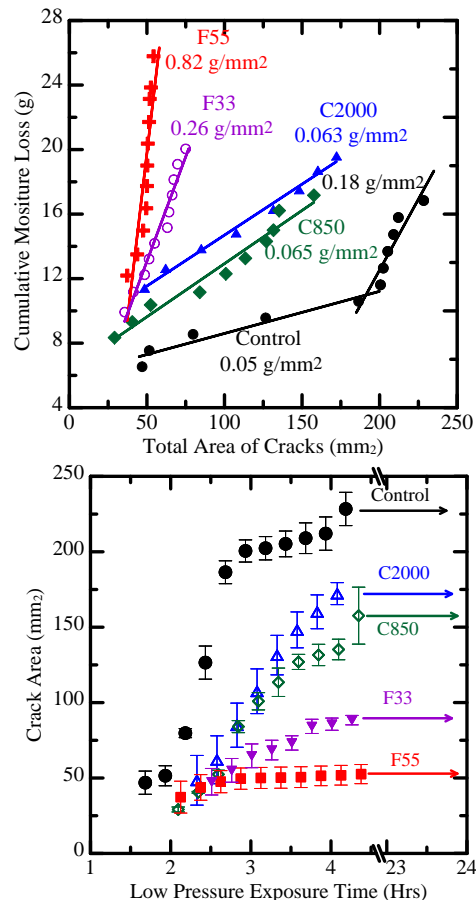 F55
0.82 g/mm2
F33
0.26 g/mm2
C2000
0.063 g/mm2
0.18 g/mm2
C850
0.065 g/mm2
Control
0.05 g/mm2
28
24
20
16
12
8
4
0 50 100 150 200 250
Cumulative Mositure Loss (g)
Total Area of Cracks (mm2)
250
200
150
100
50
0
Control
C2000
C850
F33
F55
1 2 3 4 23 24
Crack Area (mm2)
Low Pressure Exposure Time (Hrs)